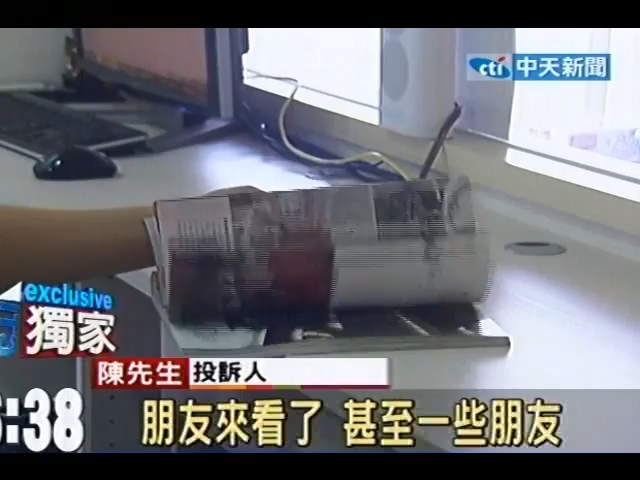 cti 中天新聞
exclusive
獨家
陳先生 投訴人
:38
朋友來看了 甚至一些朋友